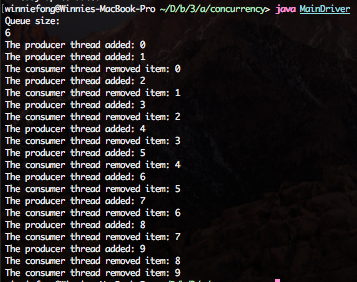 [winniefong@Winnies-MacBook-Pro ~/D/b/3/a/concurrency> java MainDriver
Queue size:
6
The producer thread added: 0
The producer thread added: 1
The consumer thread removed item: 0
The producer thread added: 2
The consumer thread removed item: 1
The producer thread added: 3
The consumer thread removed item: 2
The producer thread added: 4
The consumer thread removed item: 3
The producer thread added: 5
The consumer thread removed item: 4
The producer thread added: 6
The consumer thread removed item: 5
The producer thread added: 7
The consumer thread removed item: 6
The producer thread added: 8
The consumer thread removed item: 7
The producer thread added: 9
The consumer thread removed item: 8
The consumer thread removed item: 9